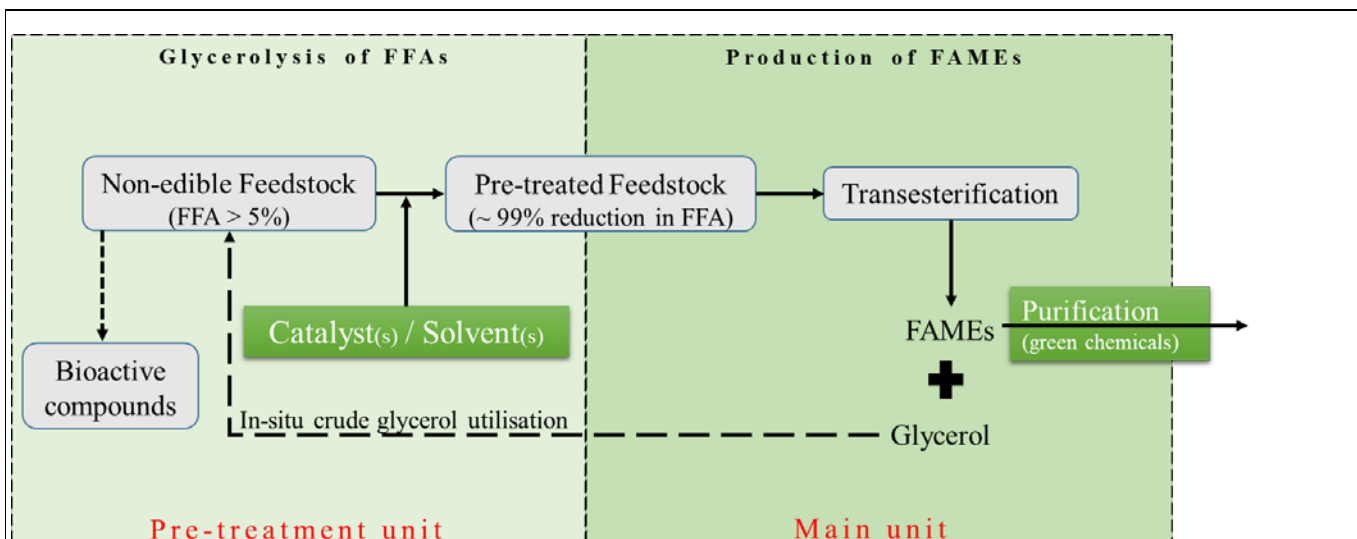 Glycerolysis of FFAs
Production of FAMEs
Non-edible Feedstock
(FFA > 5%)
Pre-treated Feedstock
(~ 99% reduction in FFA)
Transesterification
Catalyst(s) / Solvent(s)
FAMEs
Purification
(green chemicals)
Bioactive
compounds
In-situ crude glycerol utilisation
Glycerol
Pre-treatment unit
Main unit